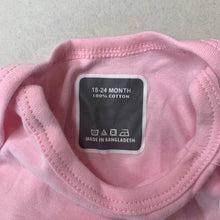 18-24 MONTH
100% COTTON
MADE IN BANGLADESH